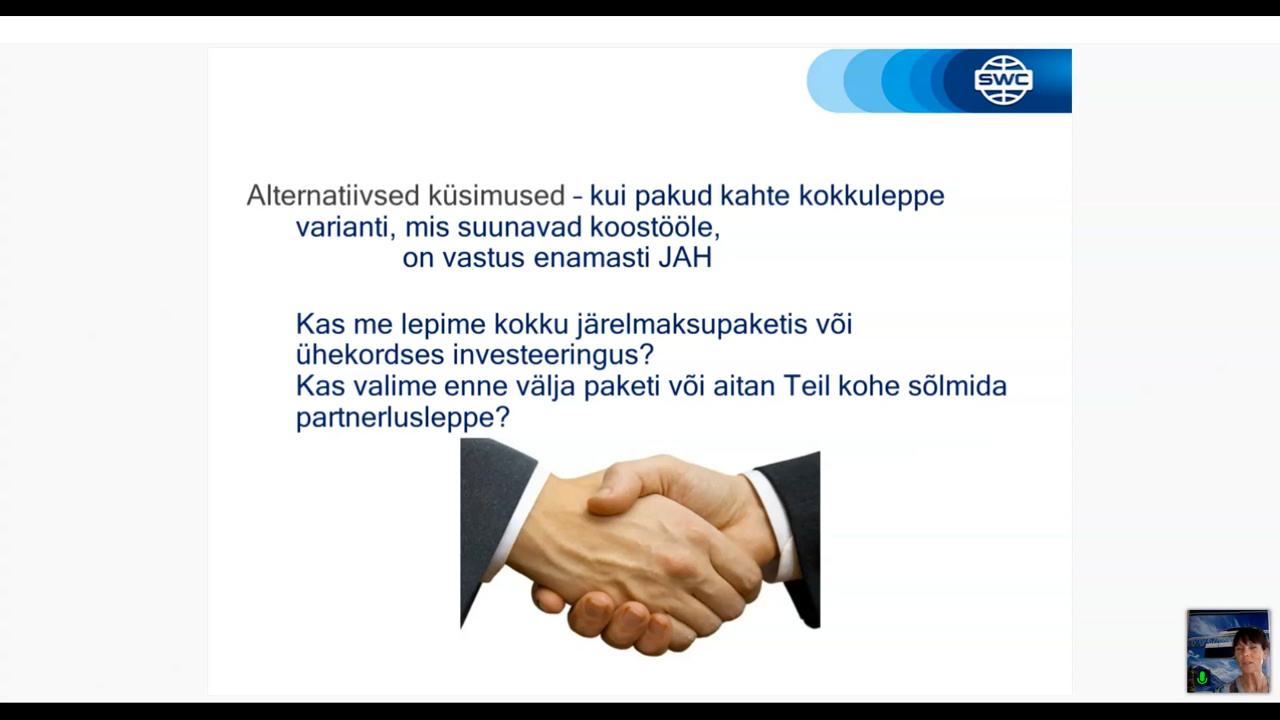 SWC
Alternatiivsed küsimused – kui pakud kahte kokkuleppe
varianti, mis suunavad koostööle,
on vastus enamasti JAH
Kas me lepime kokku järelmaksupaketis või
ühekordses investeeringus?
Kas valime enne välja paketi või aitan Teil kohe sõlmida
partnerlusleppe?